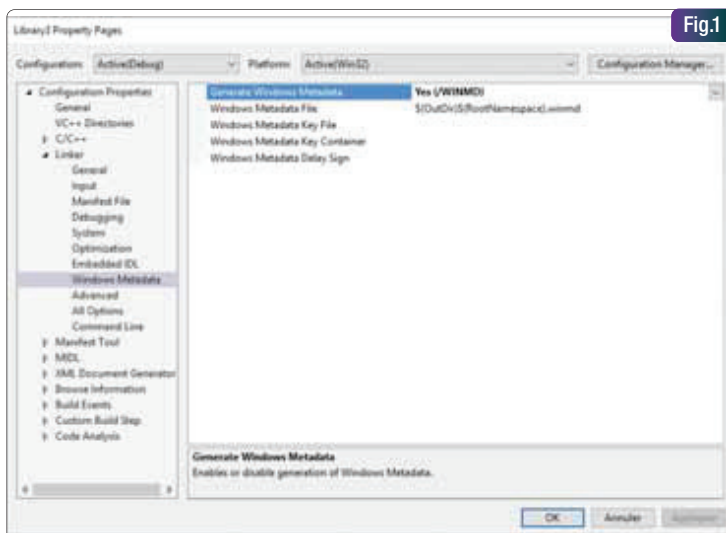 Fig.1
Library3 Property Pages
Configuration: Active(Debug) Platform: Active(Win32) Configuration Manager...
Configuration Properties
General
VC++ Directories
C/C++
Linker
General
Input
Manifest File
Debugging
System
Optimization
Embedded IDL
Windows Metadata
Advanced
All Options
Command Line
Manifest Tool
MIDL
XML Document Generator
Browse Information
Build Events
Custom Build Step
Code Analysis
Generate Windows Metadata Yes (/WINMD)
Windows Metadata File $(OutDir)$(RootNamespace).winmd
Windows Metadata Key File
Windows Metadata Key Container
Windows Metadata Delay Sign
Generate Windows Metadata
Enables or disable generation of Windows Metadata.
OK Annuler